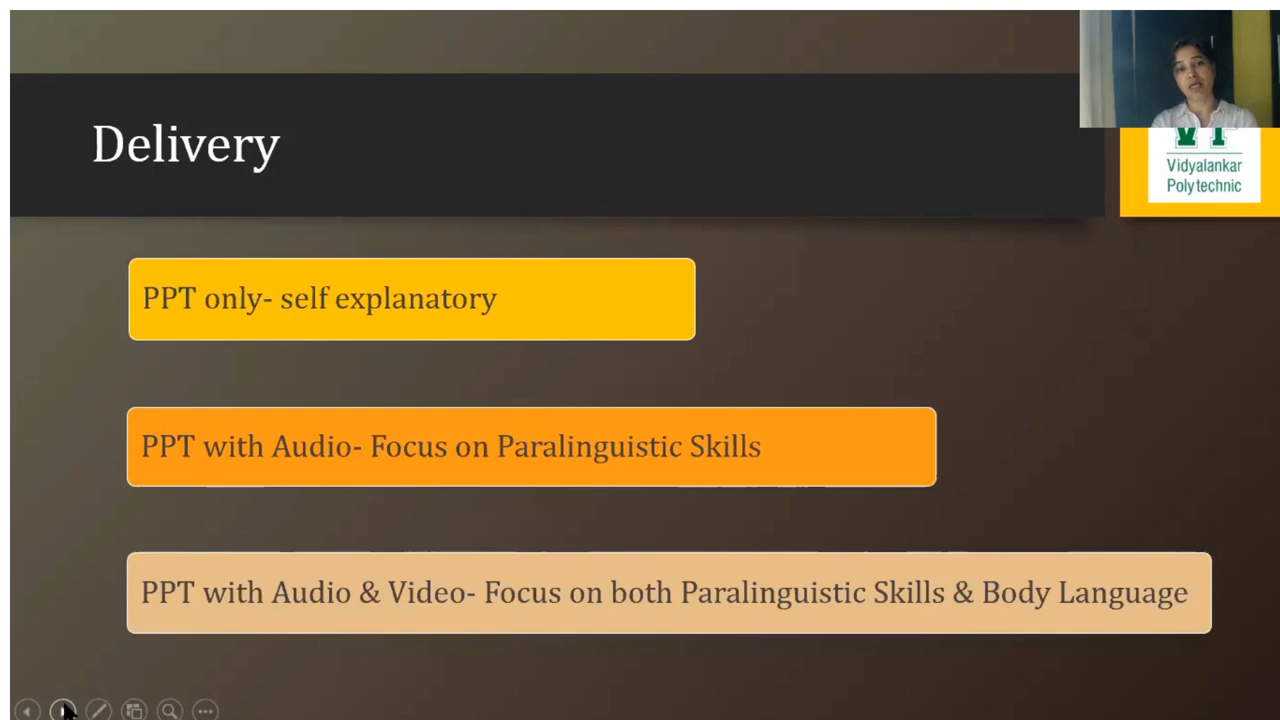 Delivery
Vidyalankar
Polytechnic
PPT only- self explanatory
PPT with Audio- Focus on Paralinguistic Skills
PPT with Audio & Video- Focus on both Paralinguistic Skills & Body Language